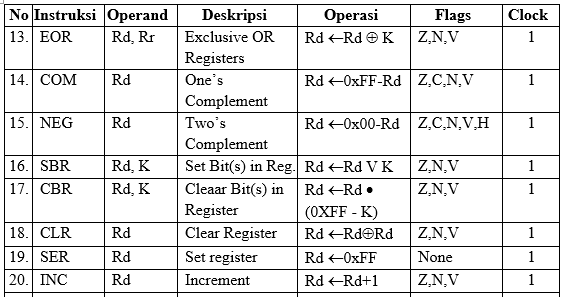 No Instruksi Operand Deskripsi Operasi Flags Clock
13. EOR Rd, Rr Exclusive OR Registers Rd ←Rd ⊕ K Z,N,V 1
14. COM Rd One's Complement Rd ←0xFF-Rd Z,C,N,V 1
15. NEG Rd Two's Complement Rd ←0x00-Rd Z,C,N,V,H 1
16. SBR Rd, K Set Bit(s) in Reg. Rd ←Rd V K Z,N,V 1
17. CBR Rd, K Cleaar Bit(s) in Register Rd ←Rd ● (0XFF - K) Z,N,V 1
18. CLR Rd Clear Register Rd ←Rd⊕Rd Z,N,V 1
19. SER Rd Set register Rd ←0xFF None 1
20. INC Rd Increment Rd ←Rd+1 Z,N,V 1